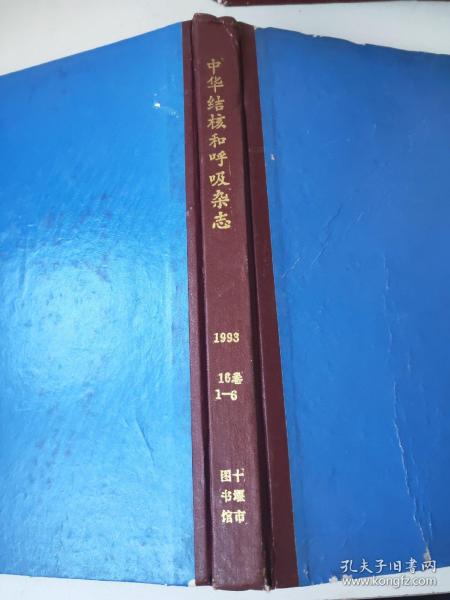 中华结核和呼吸杂志
1993
16卷
1-6
十堰市
图书馆
孔夫子旧书网
www.kongfz.com